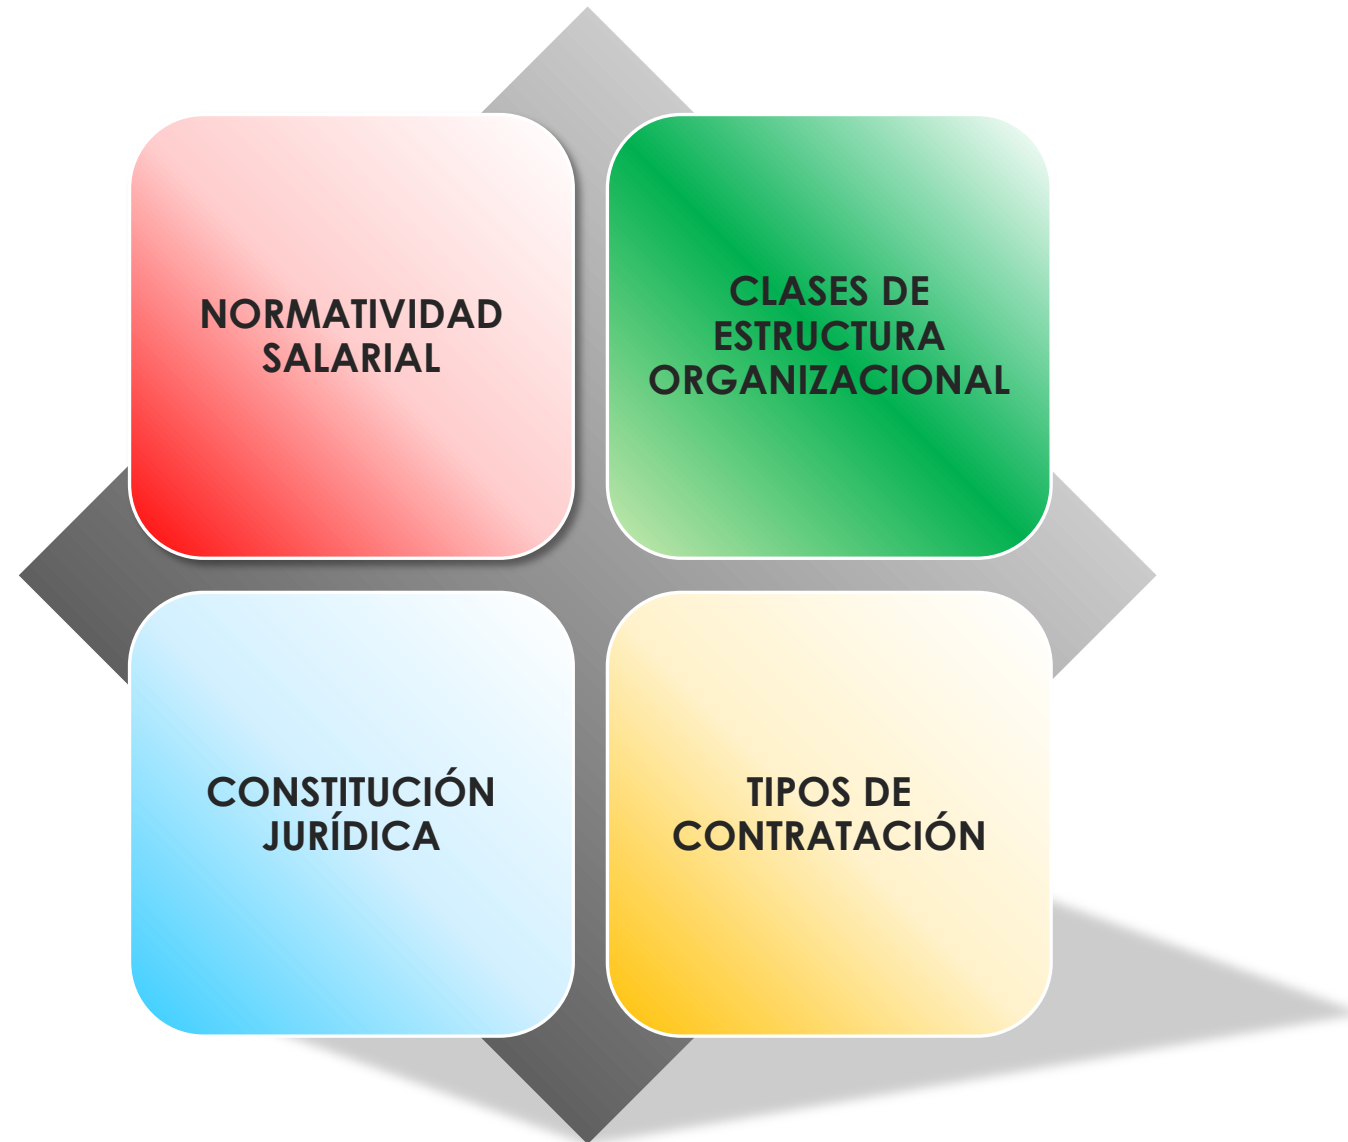 NORMATIVIDAD
SALARIAL
CLASES DE
ESTRUCTURA
ORGANIZACIONAL
CONSTITUCIÓN
JURÍDICA
TIPOS DE
CONTRATACIÓN